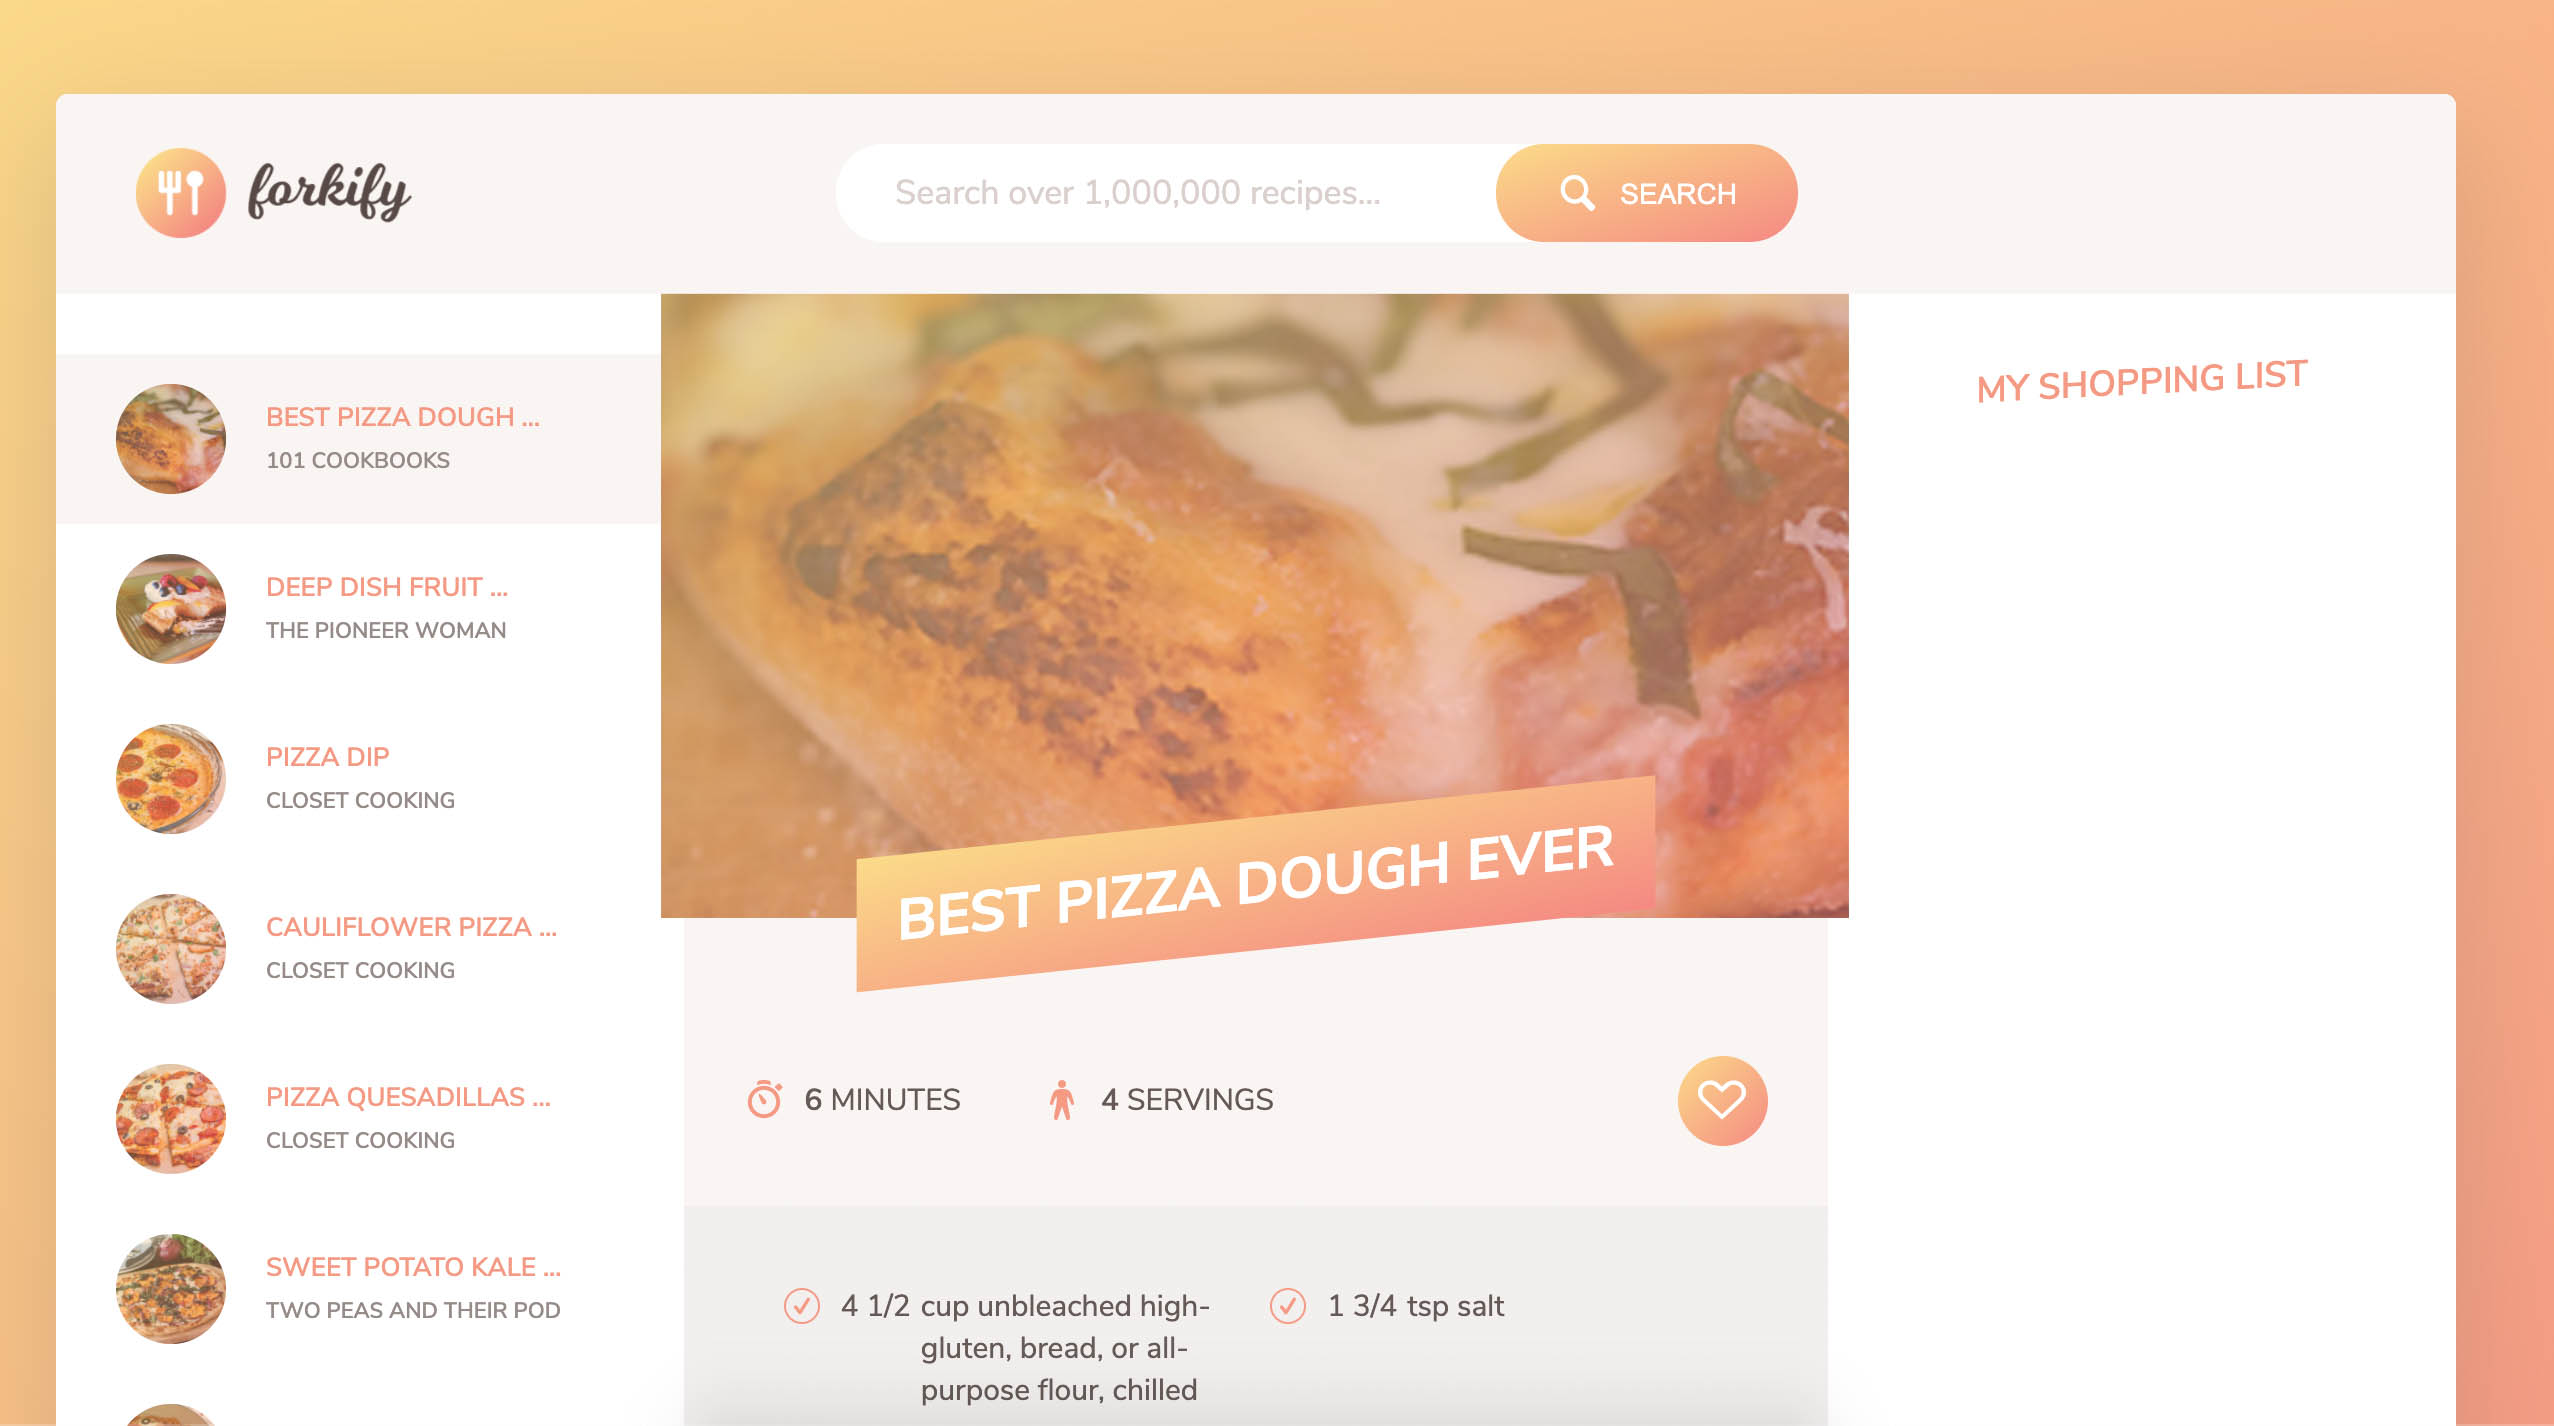 forkify
Search over 1,000,000 recipes...
SEARCH
BEST PIZZA DOUGH ...
101 COOKBOOKS
DEEP DISH FRUIT ...
THE PIONEER WOMAN
PIZZA DIP
CLOSET COOKING
CAULIFLOWER PIZZA ...
CLOSET COOKING
PIZZA QUESADILLAS ...
CLOSET COOKING
SWEET POTATO KALE ...
TWO PEAS AND THEIR POD
BEST PIZZA DOUGH EVER
6 MINUTES
4 SERVINGS
4 1/2 cup unbleached high-
gluten, bread, or all-
purpose flour, chilled
1 3/4 tsp salt
MY SHOPPING LIST